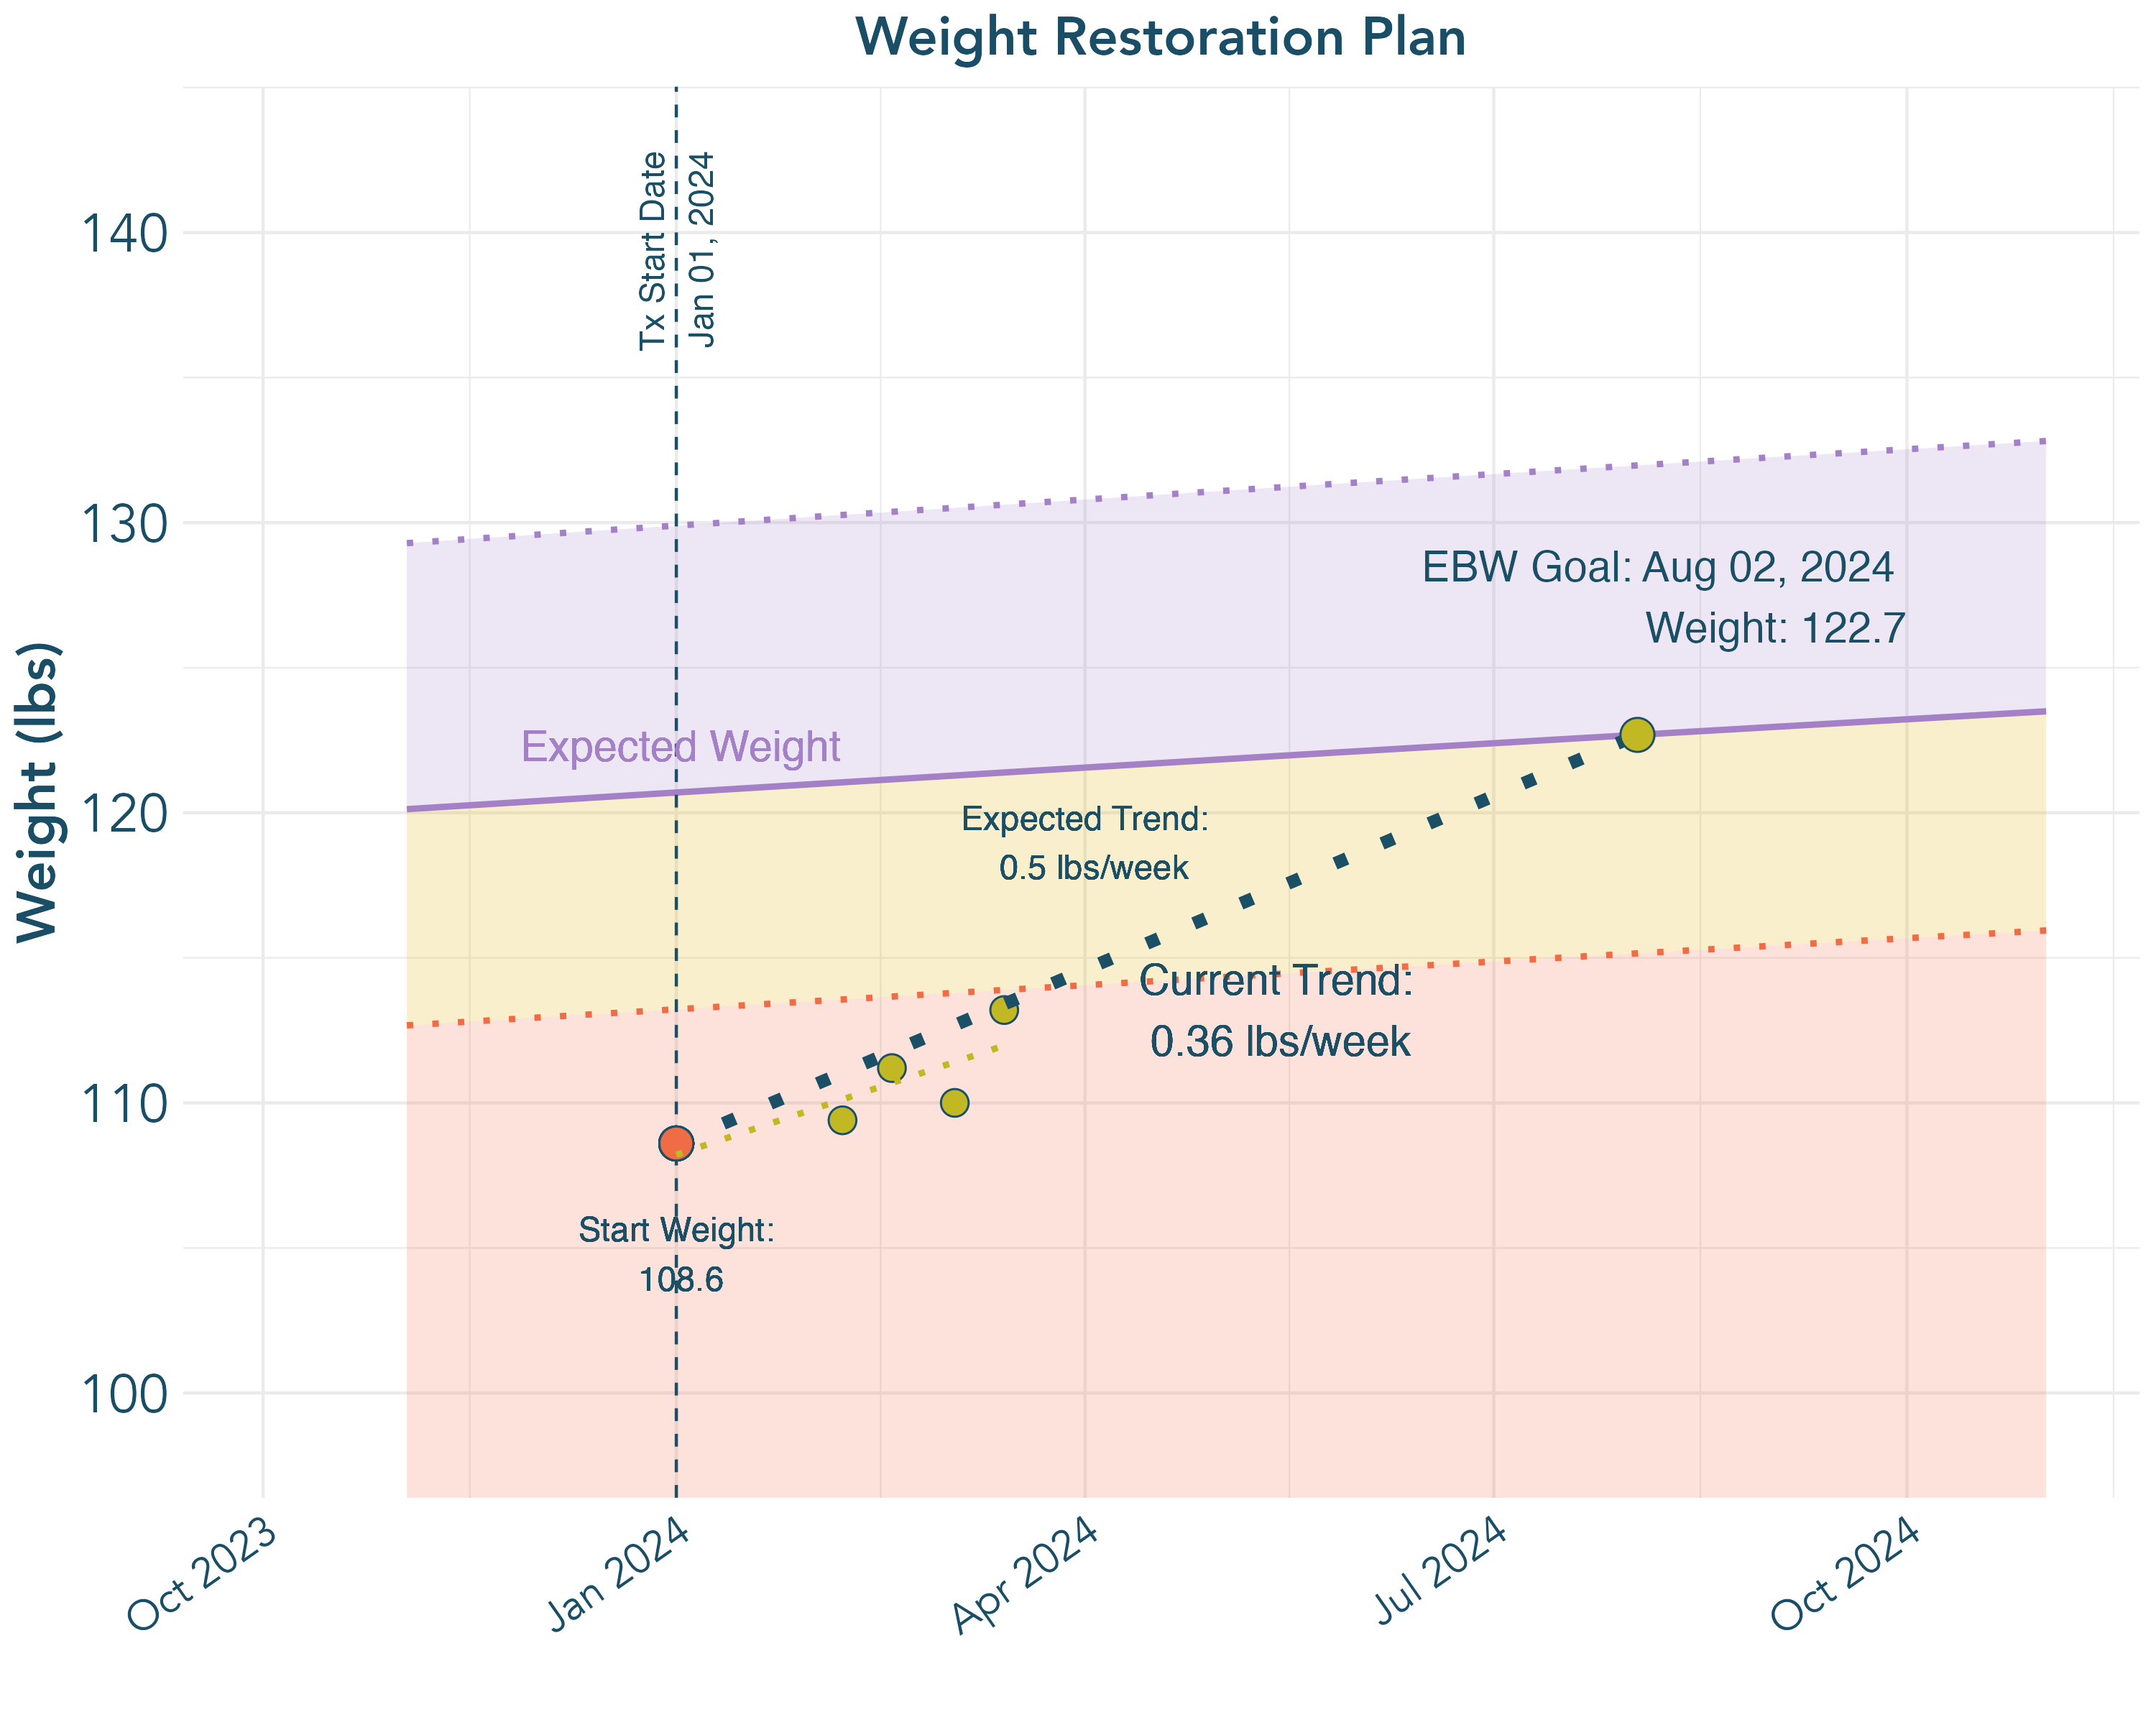 Weight Restoration Plan
Weight (lbs)
140
130
120
110
100
Tx Start Date
Jan 01, 2024
EBW Goal: Aug 02, 2024
Weight: 122.7
Expected Weight
Expected Trend:
0.5 lbs/week
Current Trend:
0.36 lbs/week
Start Weight:
108.6
Oct 2023
Jan 2024
Apr 2024
Jul 2024
Oct 2024